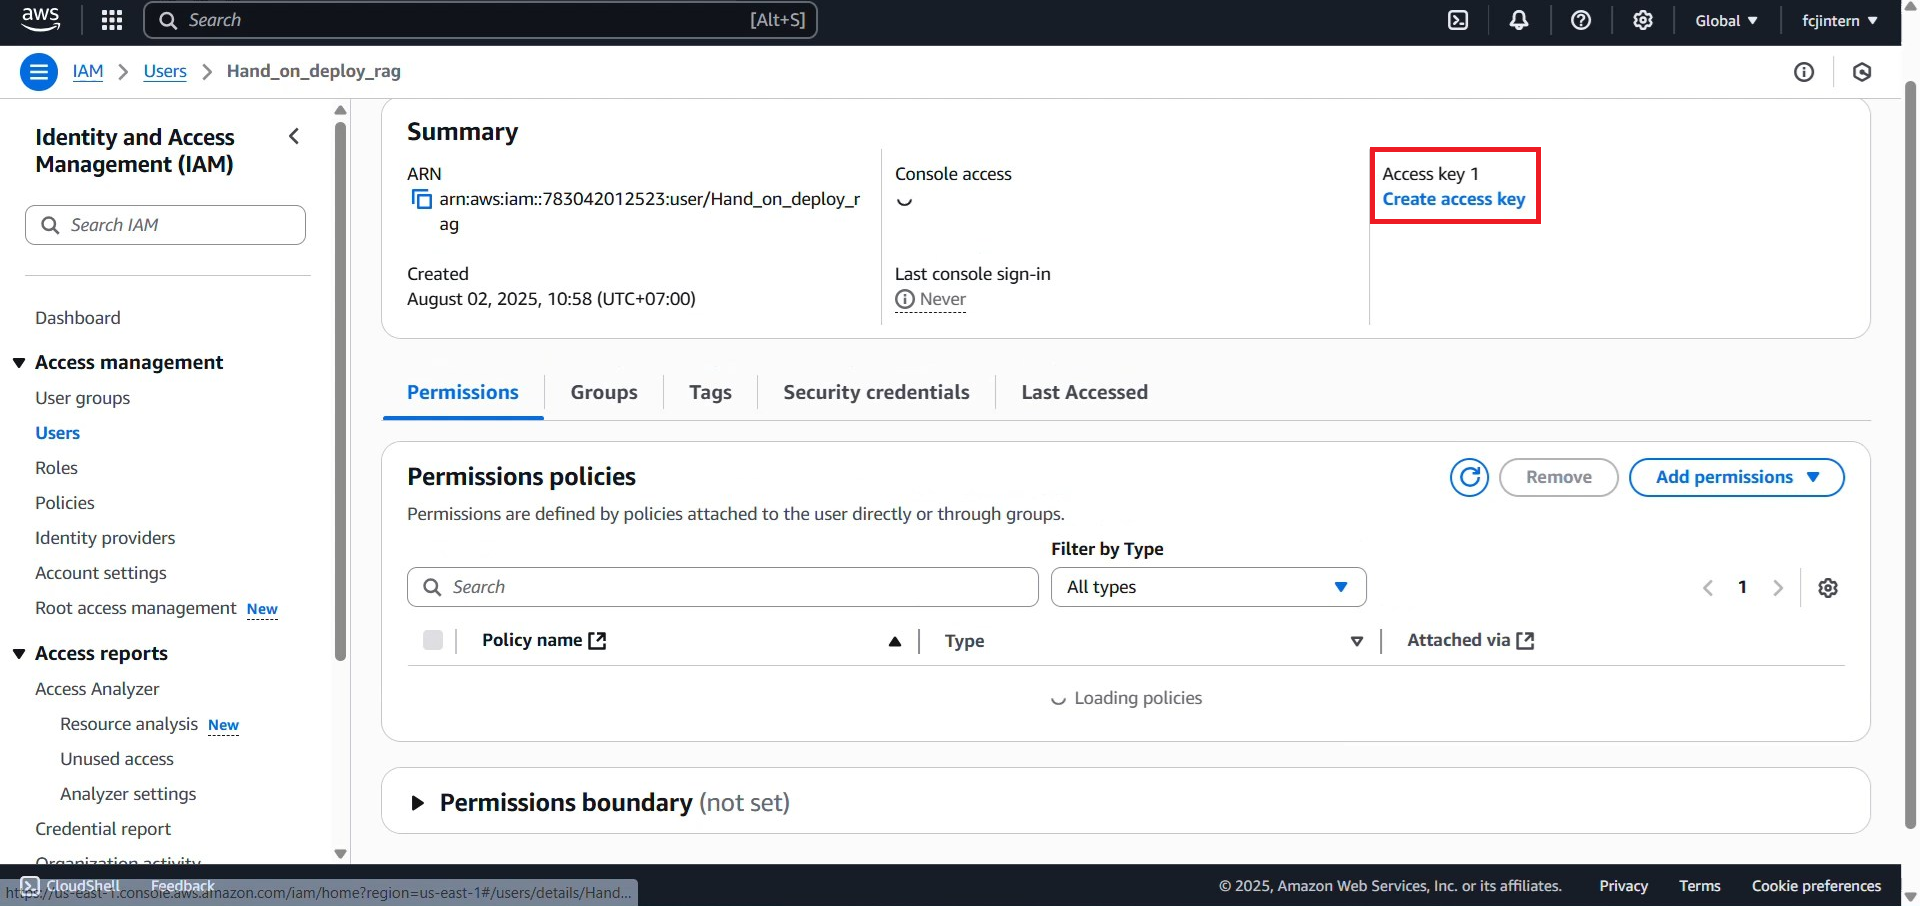 aws
Search [Alt+S]
Global
fcjintern
IAM
Users
Hand_on_deploy_rag
Identity and Access
Management (IAM)
Search IAM
Dashboard
Access management
User groups
Users
Roles
Policies
Identity providers
Account settings
Root access management New
Access reports
Access Analyzer
Resource analysis New
Unused access
Analyzer settings
Credential report
Organization activity
Summary
ARN
arn:aws:iam::783042012523:user/Hand_on_deploy_r
ag
Created
August 02, 2025, 10:58 (UTC+07:00)
Console access
Last console sign-in
Never
Access key 1
Create access key
Permissions
Groups
Tags
Security credentials
Last Accessed
Permissions policies
Remove
Add permissions
Permissions are defined by policies attached to the user directly or through groups.
Filter by Type
Search
All types
1
Policy name
Type
Attached via
Loading policies
Permissions boundary (not set)
CloudShell
Feedback
https://us-east-1.console.aws.amazon.com/iam/home?region=us-east-1#/users/details/Hand...
© 2025, Amazon Web Services, Inc. or its affiliates.
Privacy
Terms
Cookie preferences